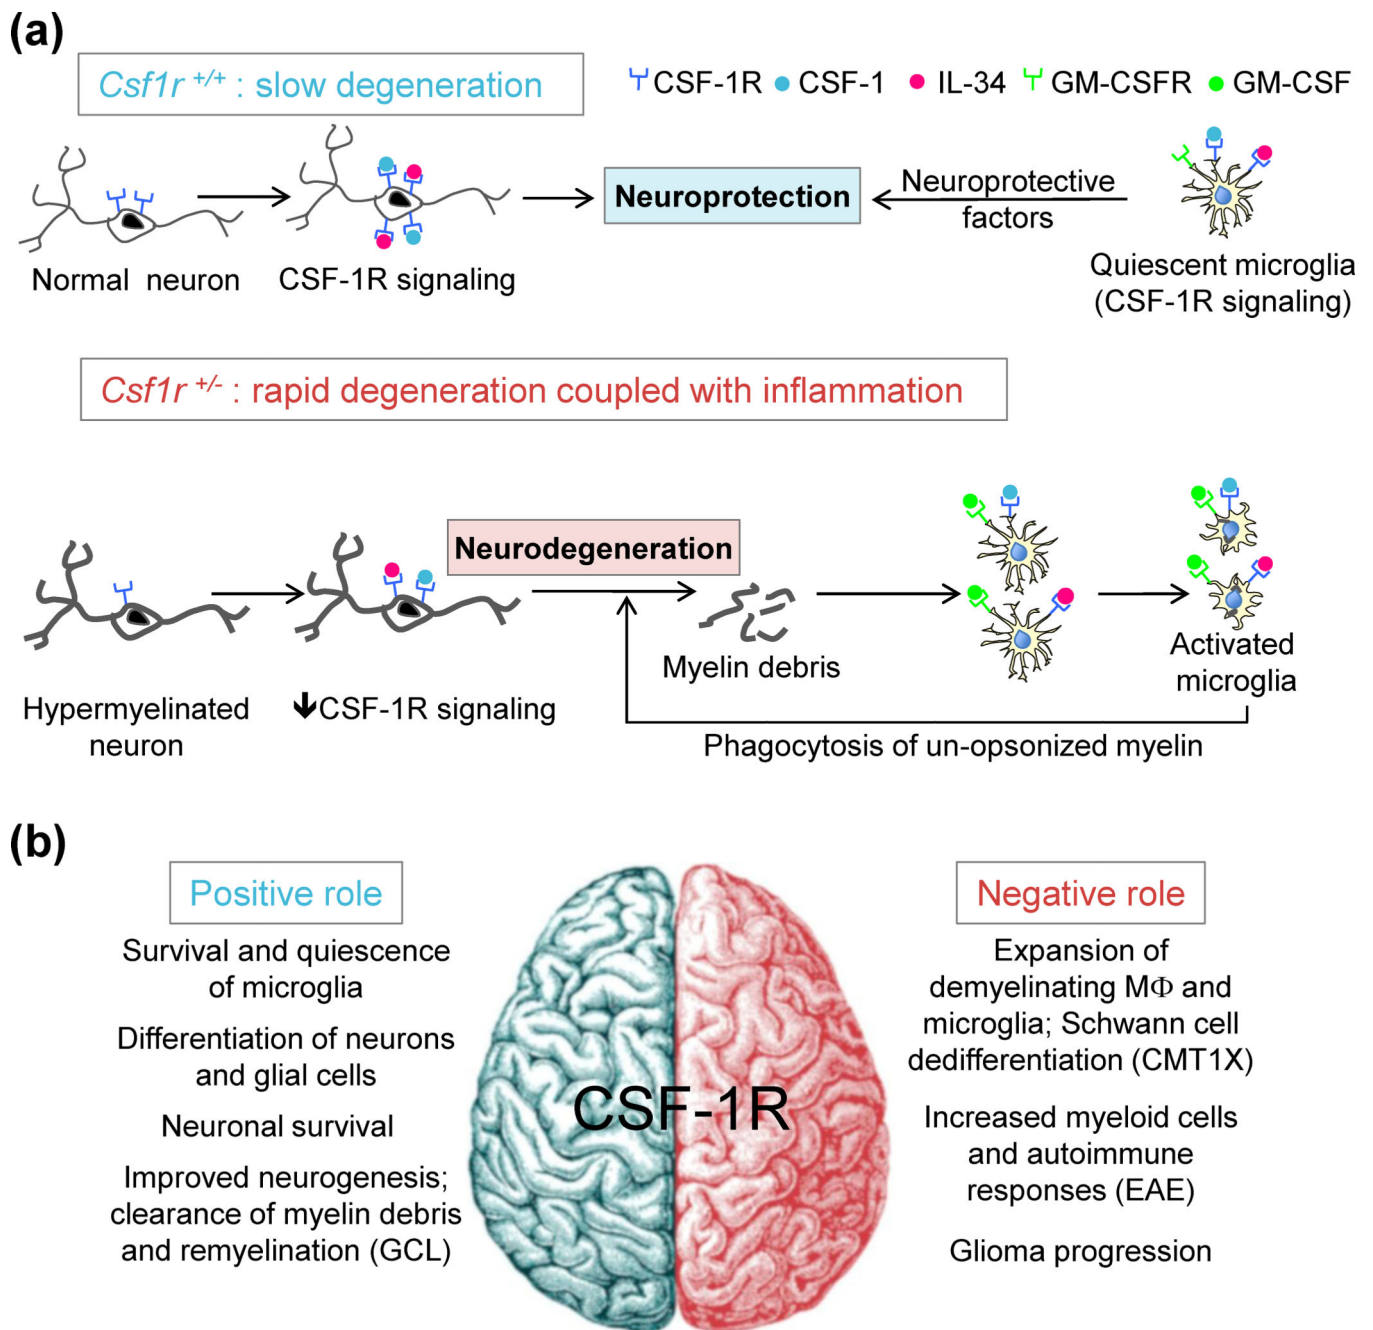 (a)
Csf1r +/+ : slow degeneration
CSF-1R CSF-1 IL-34 GM-CSFR GM-CSF
Neuroprotection
Neuroprotective
factors
Normal neuron
CSF-1R signaling
Quiescent microglia
(CSF-1R signaling)
Csf1r +/- : rapid degeneration coupled with inflammation
Neurodegeneration
Myelin debris
Activated
microglia
Hypermyelinated
neuron
↓CSF-1R signaling
Phagocytosis of un-opsonized myelin
(b)
Positive role
Survival and quiescence
of microglia
Differentiation of neurons
and glial cells
Neuronal survival
Improved neurogenesis;
clearance of myelin debris
and remyelination (GCL)
CSF-1R
Negative role
Expansion of
demyelinating MΦ and
microglia; Schwann cell
dedifferentiation (CMT1X)
Increased myeloid cells
and autoimmune
responses (EAE)
Glioma progression